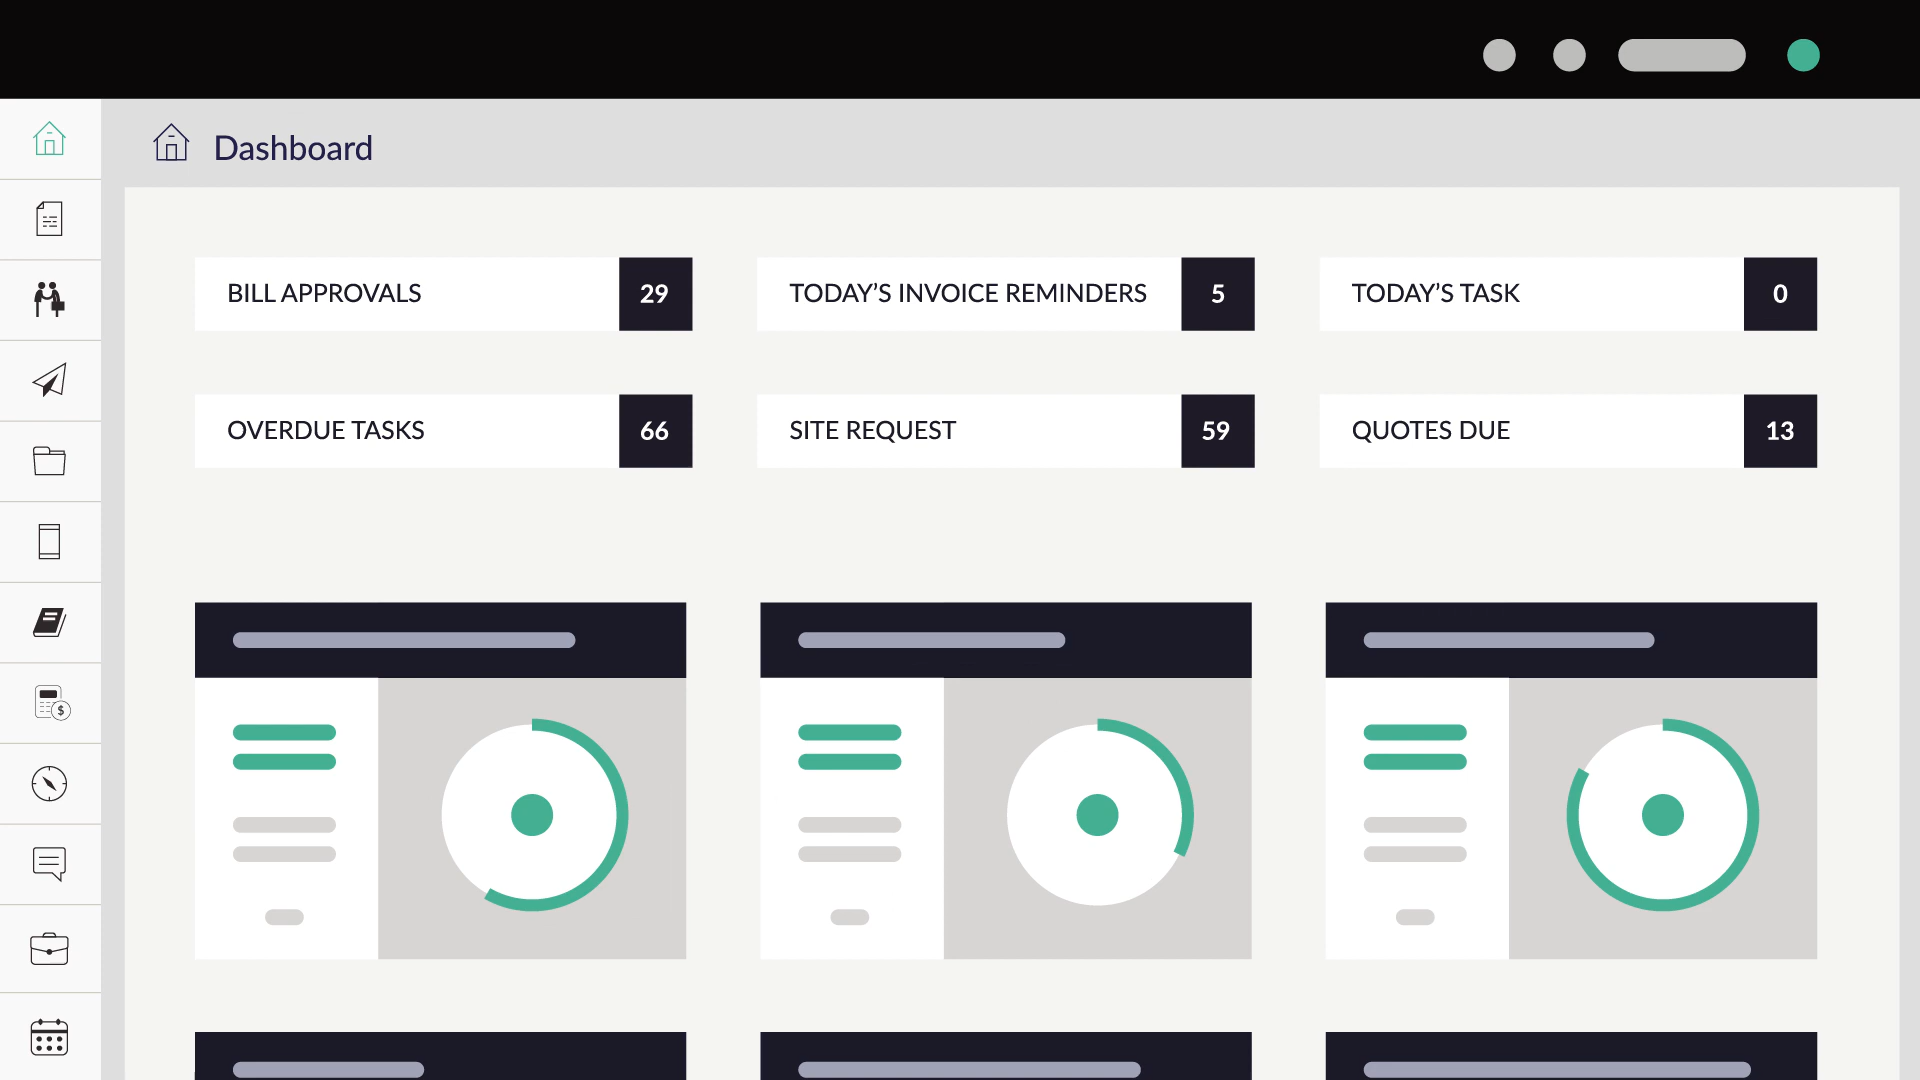 Dashboard
BILL APPROVALS 29
TODAY’S INVOICE REMINDERS 5
TODAY’S TASK 0
OVERDUE TASKS 66
SITE REQUEST 59
QUOTES DUE 13
$